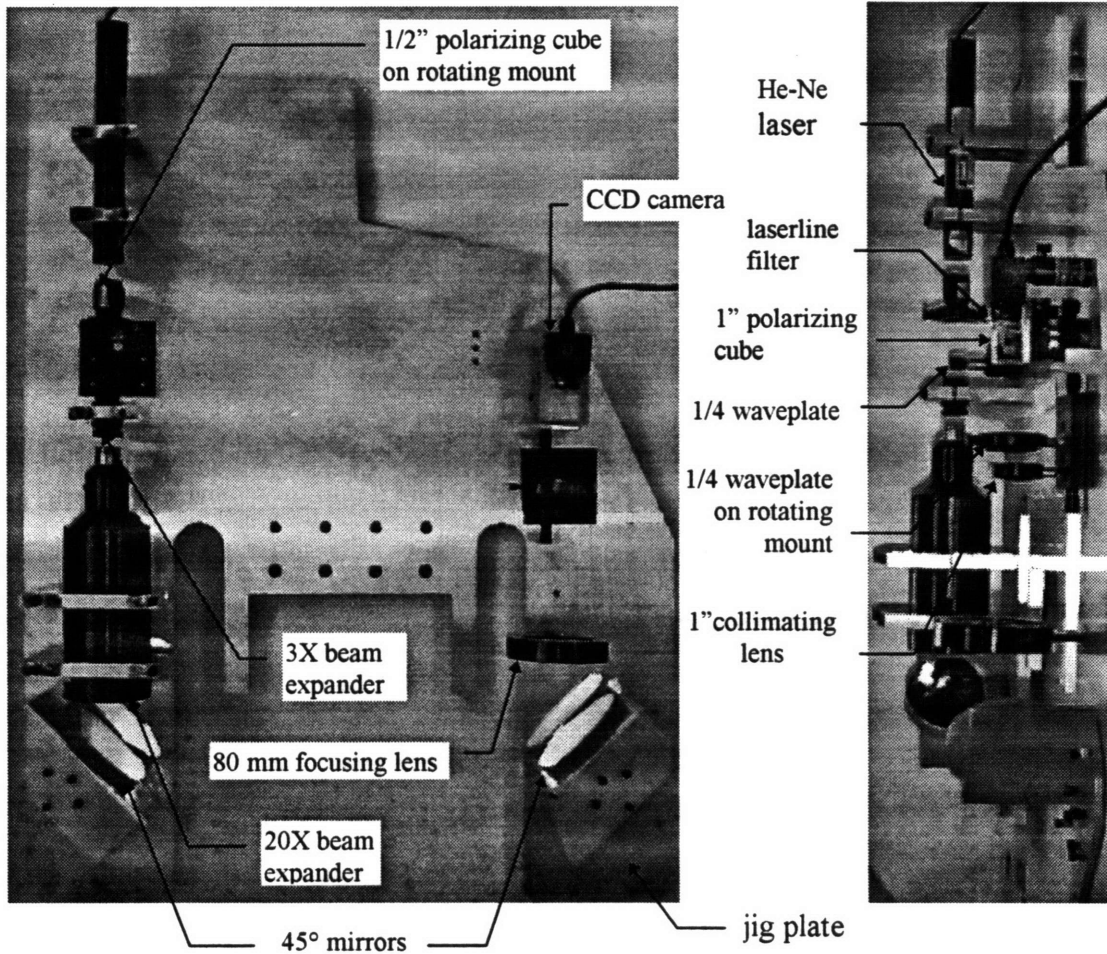 1/2” polarizing cube
on rotating mount
CCD camera
3X beam
expander
80 mm focusing lens
20X beam
expander
45° mirrors
jig plate
He-Ne
laser
laserline
filter
1” polarizing
cube
1/4 waveplate
1/4 waveplate
on rotating
mount
1”collimating
lens